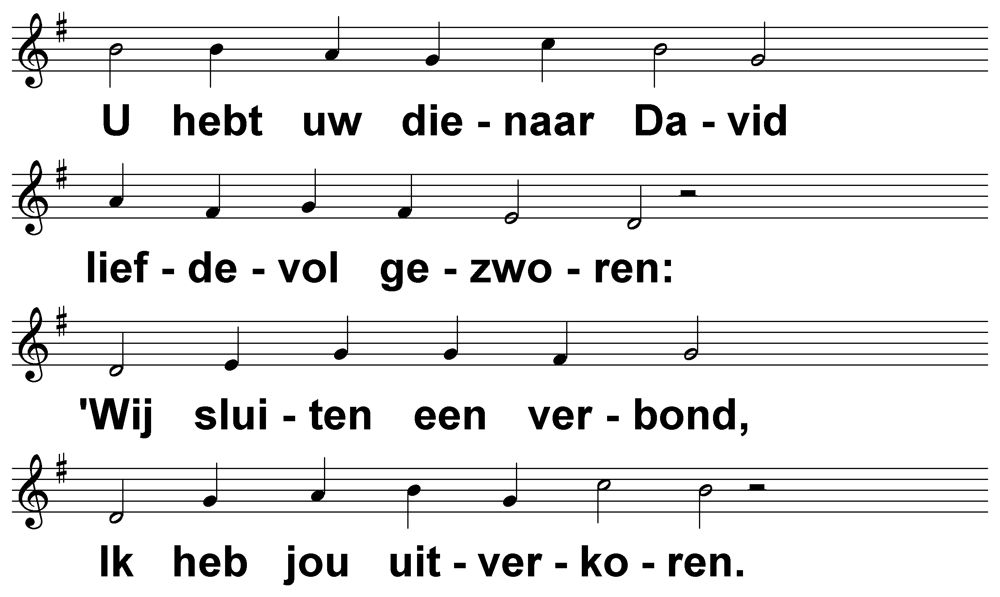 U hebt uw die - naar Da - vid
lief - de - vol ge - zwo - ren:
'Wij slui - ten een ver - bond,
Ik heb jou uit - ver - ko - ren.